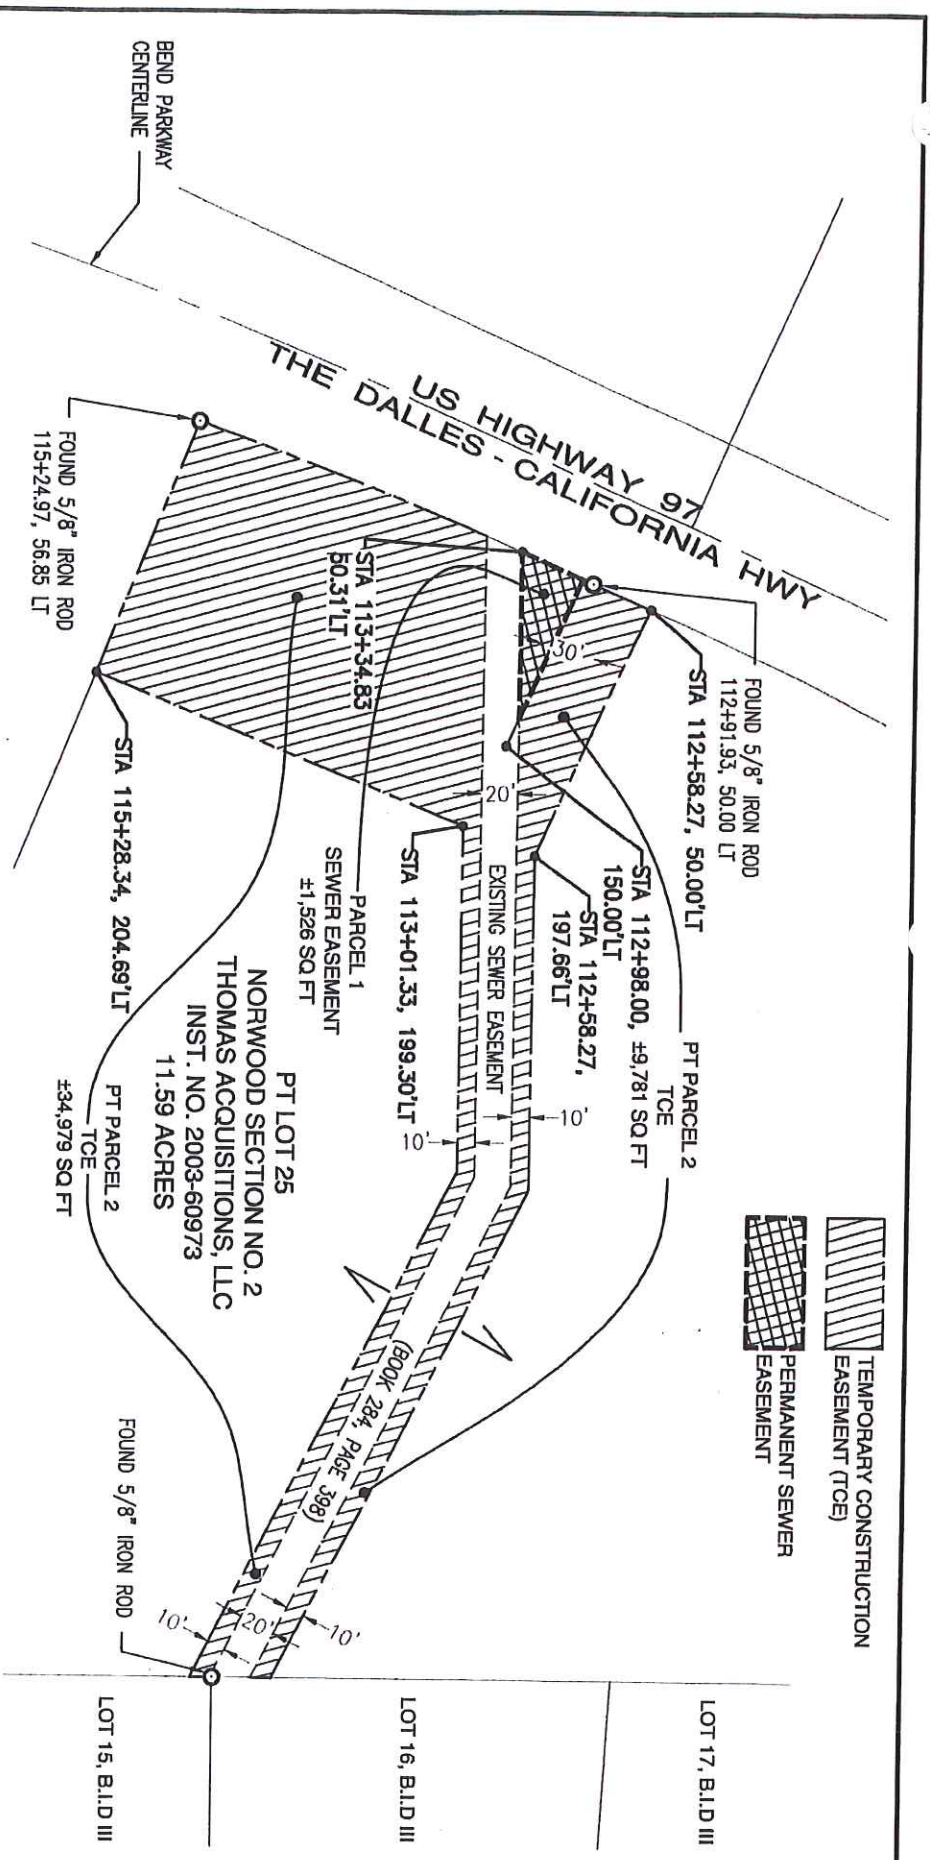 TEMPORARY CONSTRUCTION
EASEMENT (TCE)
PERMANENT SEWER
EASEMENT
LOT 17, B.I.D III
LOT 16, B.I.D III
LOT 15, B.I.D III
BEND PARKWAY
CENTERLINE
US HIGHWAY 97
THE DALLES - CALIFORNIA HWY
FOUND 5/8" IRON ROD
112+91.93, 50.00 LT
STA 112+58.27, 50.00'LT
PT PARCEL 2
TCE
±9,781 SQ FT
STA 112+98.00,
150.00'LT
STA 112+58.27,
197.66'LT
30'
20'
EXISTING SEWER EASEMENT
10'
10'
(BOOK 284, PAGE 398)
STA 113+34.83
50.31'LT
STA 113+01.33, 199.30'LT
PARCEL 1
SEWER EASEMENT
±1,526 SQ FT
PT LOT 25
NORWOOD SECTION NO. 2
THOMAS ACQUISITIONS, LLC
INST. NO. 2003-60973
11.59 ACRES
FOUND 5/8" IRON ROD
115+24.97, 56.85 LT
STA 115+28.34, 204.69'LT
PT PARCEL 2
TCE
±34,979 SQ FT
FOUND 5/8" IRON ROD
10'
20'
10'